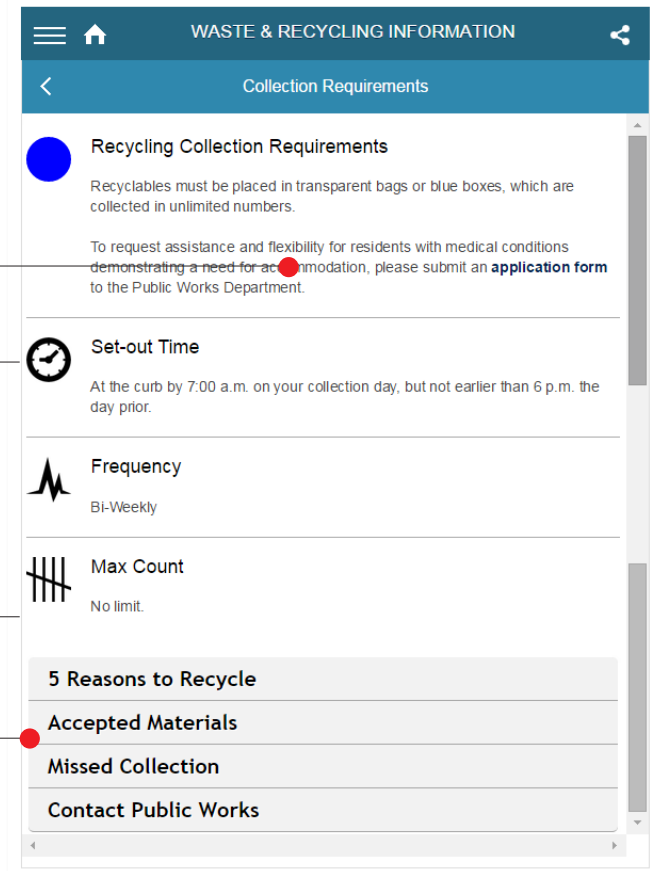 WASTE & RECYCLING INFORMATION
Collection Requirements
Recycling Collection Requirements
Recyclables must be placed in transparent bags or blue boxes, which are
collected in unlimited numbers.
To request assistance and flexibility for residents with medical conditions
demonstrating a need for accommodation, please submit an application form
to the Public Works Department.
Set-out Time
At the curb by 7:00 a.m. on your collection day, but not earlier than 6 p.m. the
day prior.
Frequency
Bi-Weekly
Max Count
No limit.
5 Reasons to Recycle
Accepted Materials
Missed Collection
Contact Public Works